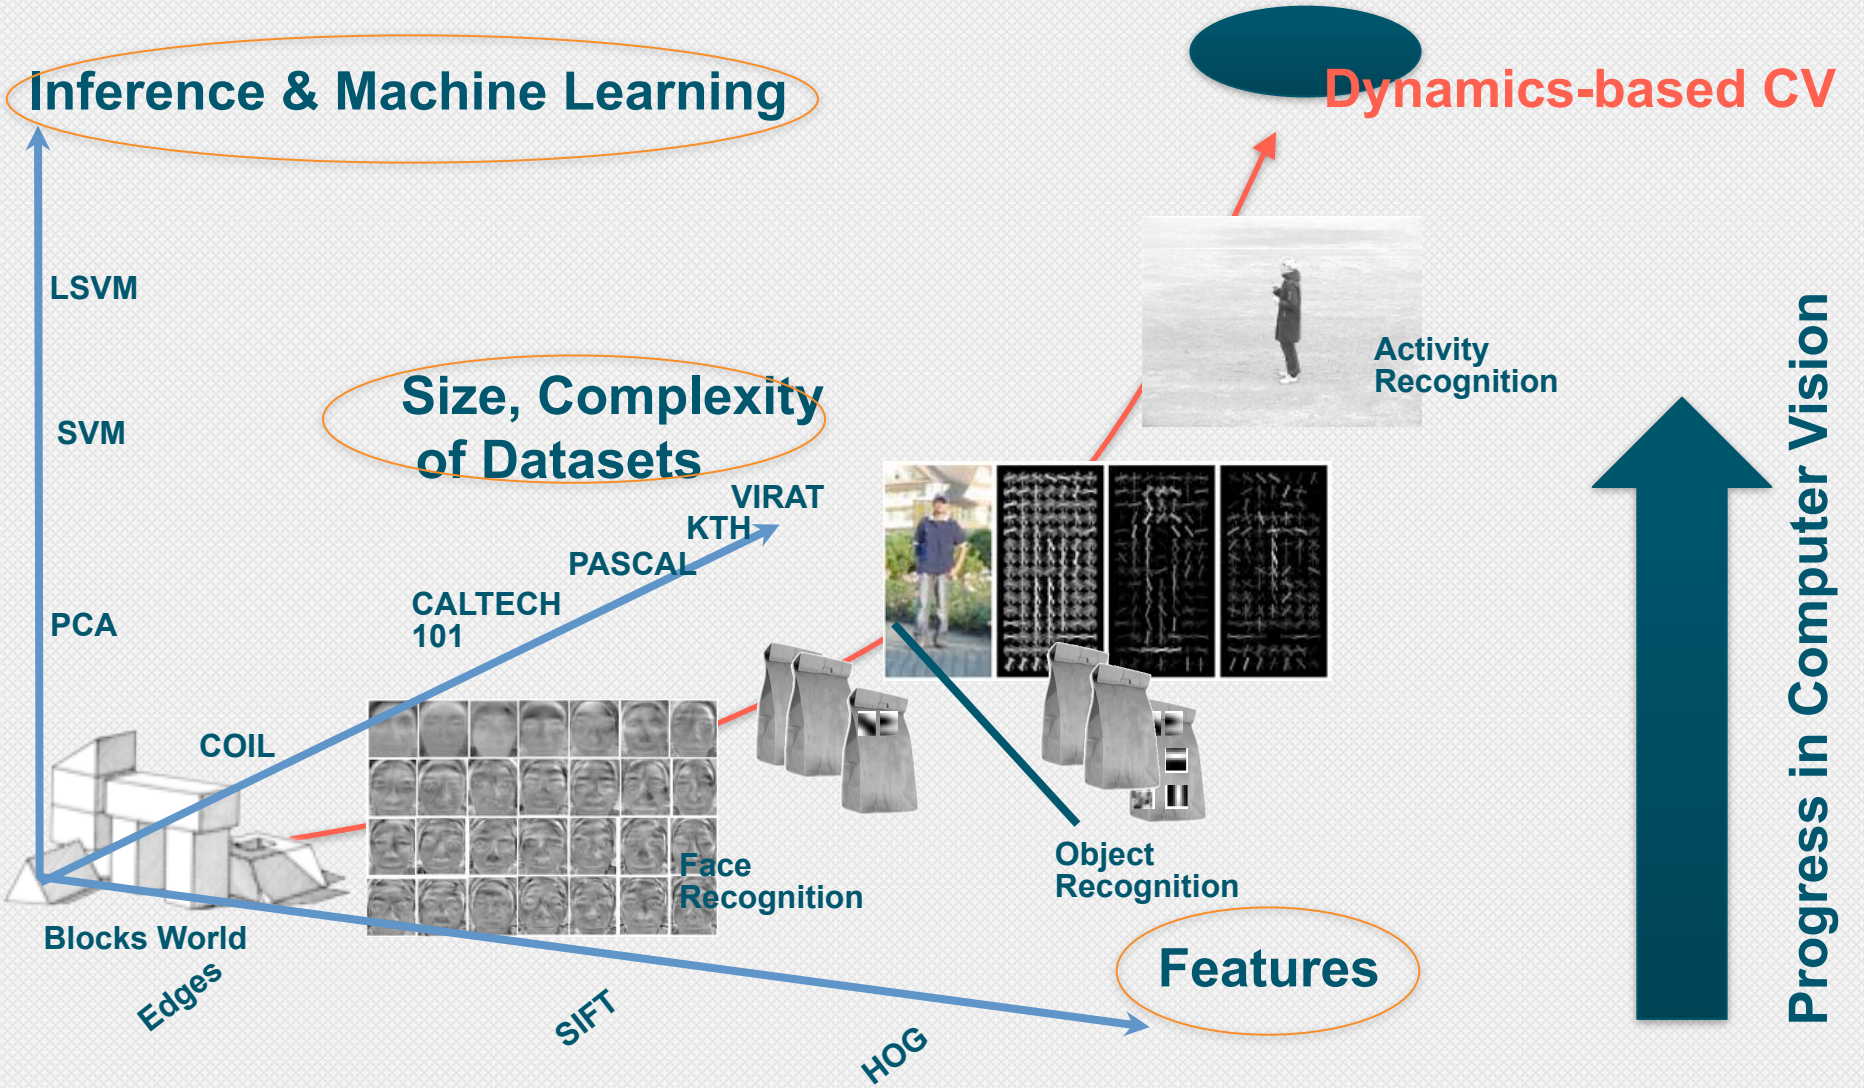 Inference & Machine Learning
Dynamics-based CV
LSVM
SVM
PCA
Size, Complexity
of Datasets
VIRAT
KTH
PASCAL
CALTECH
101
COIL
Activity
Recognition
Progress in Computer Vision
Face
Recognition
Object
Recognition
Blocks World
Features
Edges
SIFT
HOG